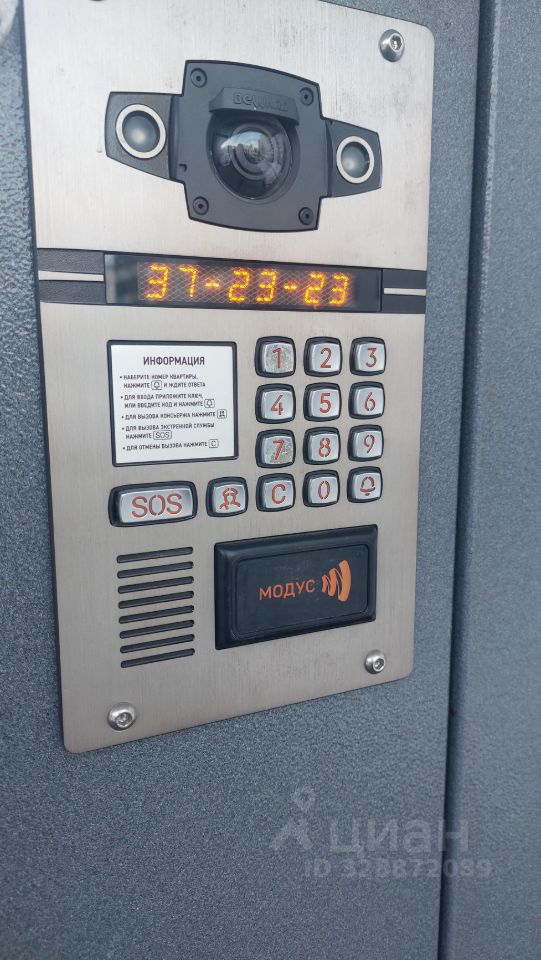 Beward
37-23-23
ИНФОРМАЦИЯ
• НАБЕРИТЕ НОМЕР КВАРТИРЫ,
НАЖМИТЕ И ЖДИТЕ ОТВЕТА
• ДЛЯ ВХОДА ПРИЛОЖИТЕ КЛЮЧ,
ИЛИ ВВЕДИТЕ КОД И НАЖМИТЕ
• ДЛЯ ВЫЗОВА КОНСЬЕРЖА НАЖМИТЕ
• ДЛЯ ВЫЗОВА ЭКСТРЕННОЙ СЛУЖБЫ
НАЖМИТЕ SOS
• ДЛЯ ОТМЕНЫ ВЫЗОВА НАЖМИТЕ C
1 2 3
4 5 6
7 8 9
SOS C 0
МОДУС
циан
ID 328872089